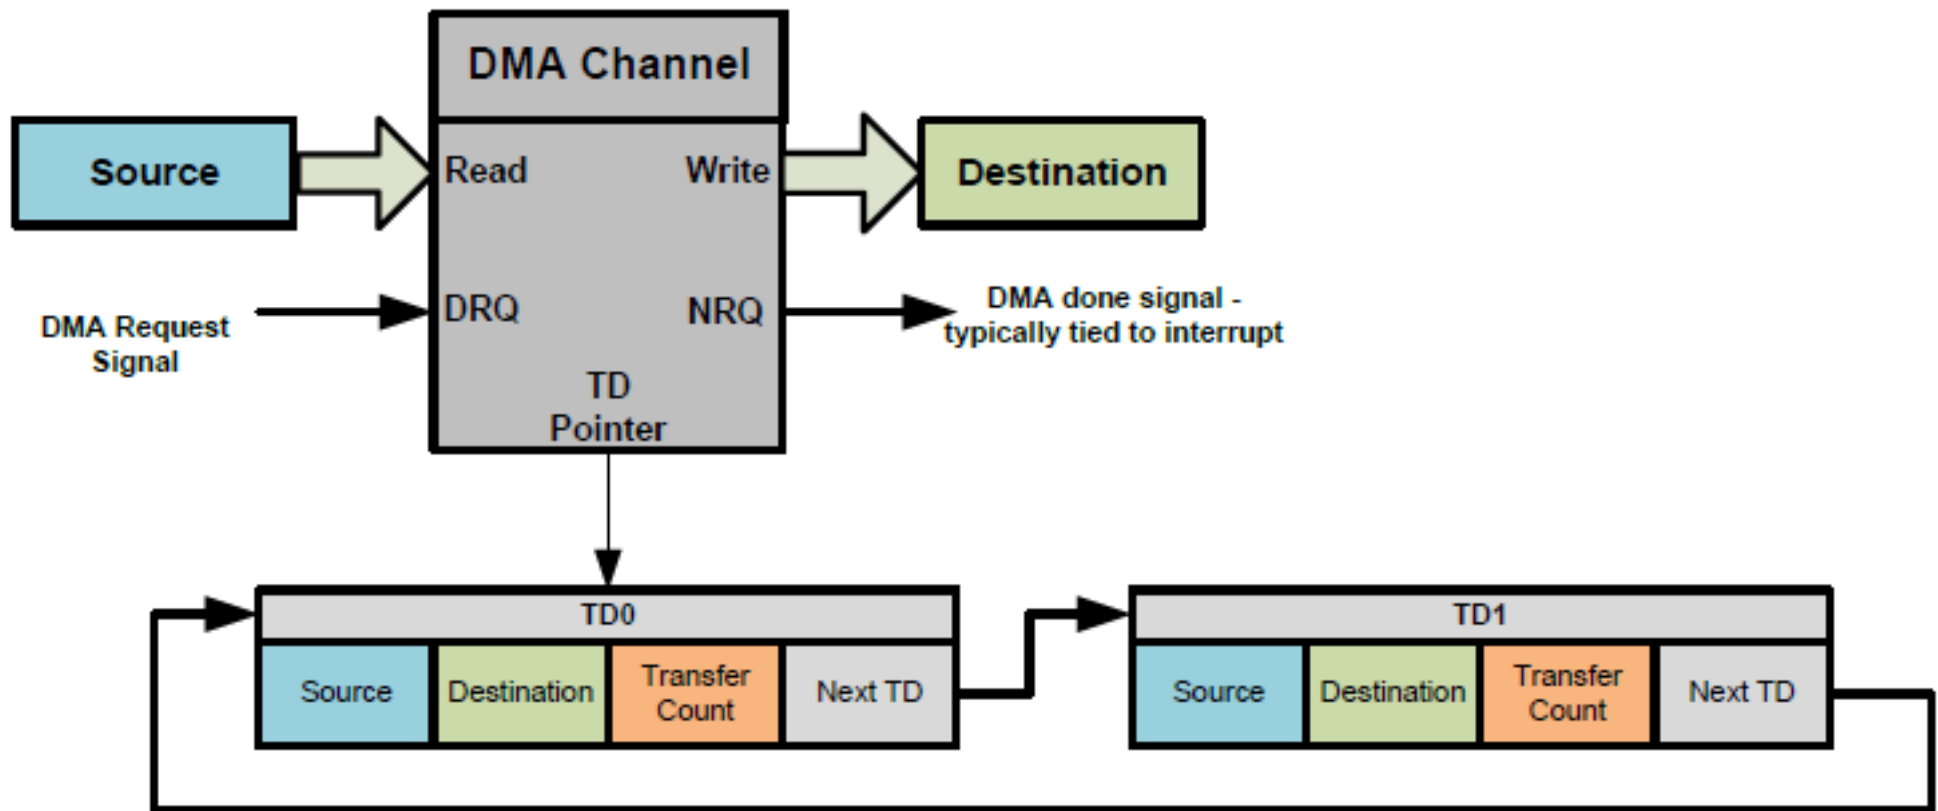 DMA Channel
Source
Read
Write
Destination
DRQ
NRQ
DMA Request
Signal
DMA done signal -
typically tied to interrupt
TD
Pointer
TD0
Source
Destination
Transfer
Count
Next TD
TD1
Source
Destination
Transfer
Count
Next TD